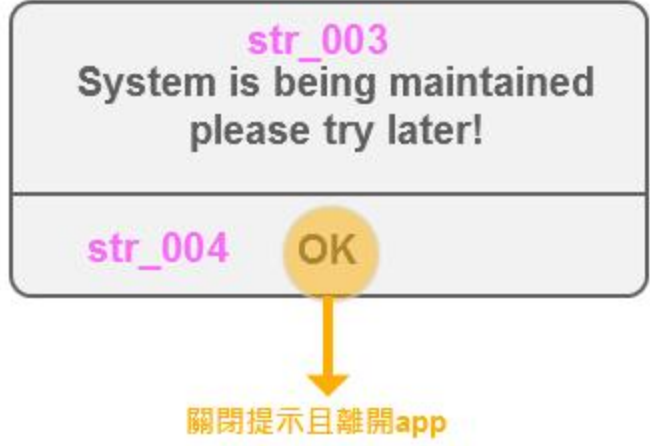 str_003
System is being maintained
please try later!
str_004 OK
關閉提示且離開app